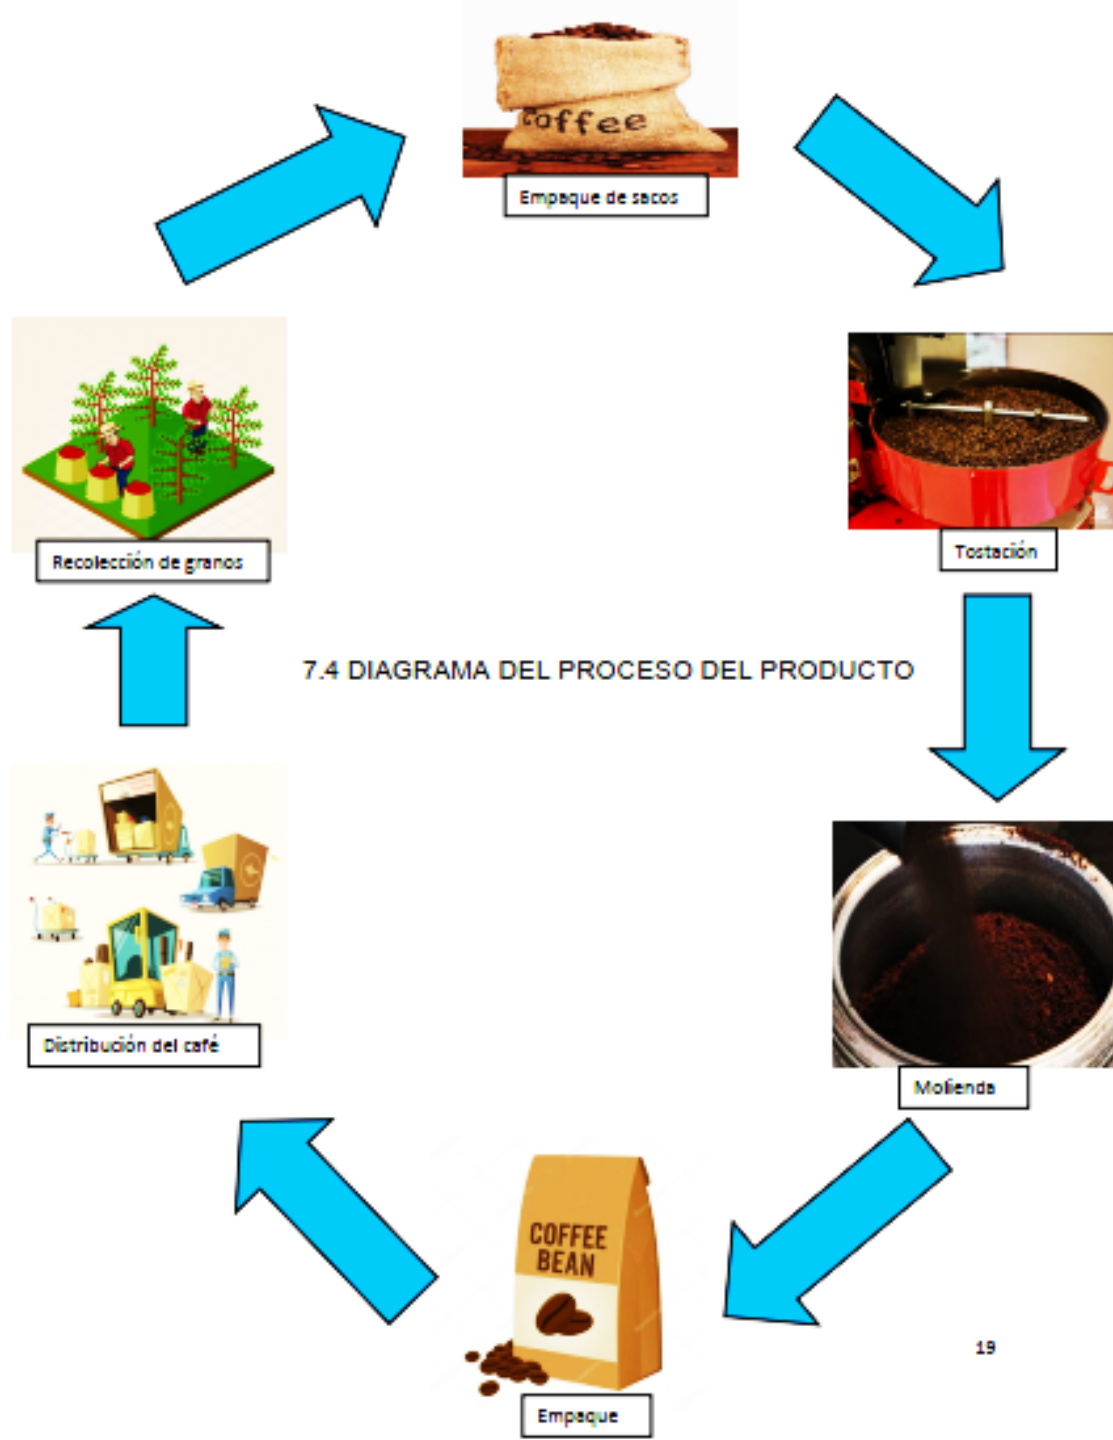 Coffee
Empaque de sacos
Recolección de granos
Tostación
7.4 DIAGRAMA DEL PROCESO DEL PRODUCTO
Distribución del café
Molienda
COFFEE
BEAN
19
Empaque